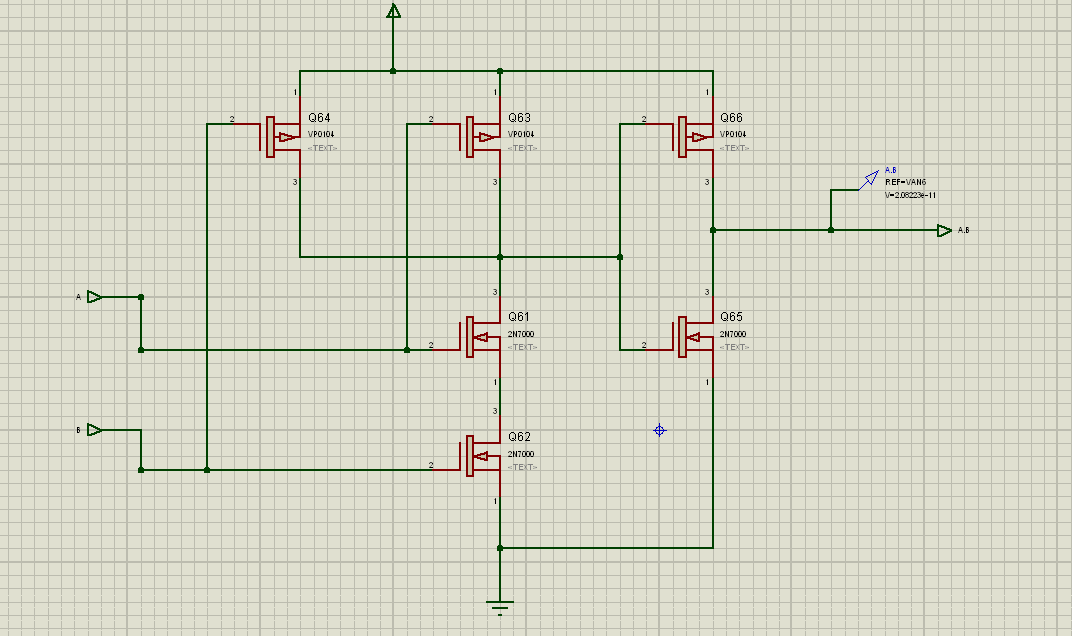 1
1
1
Q64
Q63
Q66
2
2
2
VP0104
VP0104
VP0104
<TEXT>
<TEXT>
<TEXT>
A.B
3
3
3
REF=VAN6
V=2.08223e-11
A.B
A
3
3
Q61
Q65
2N7000
2N7000
2
<TEXT>
2
<TEXT>
1
1
3
B
Q62
2N7000
2
<TEXT>
1